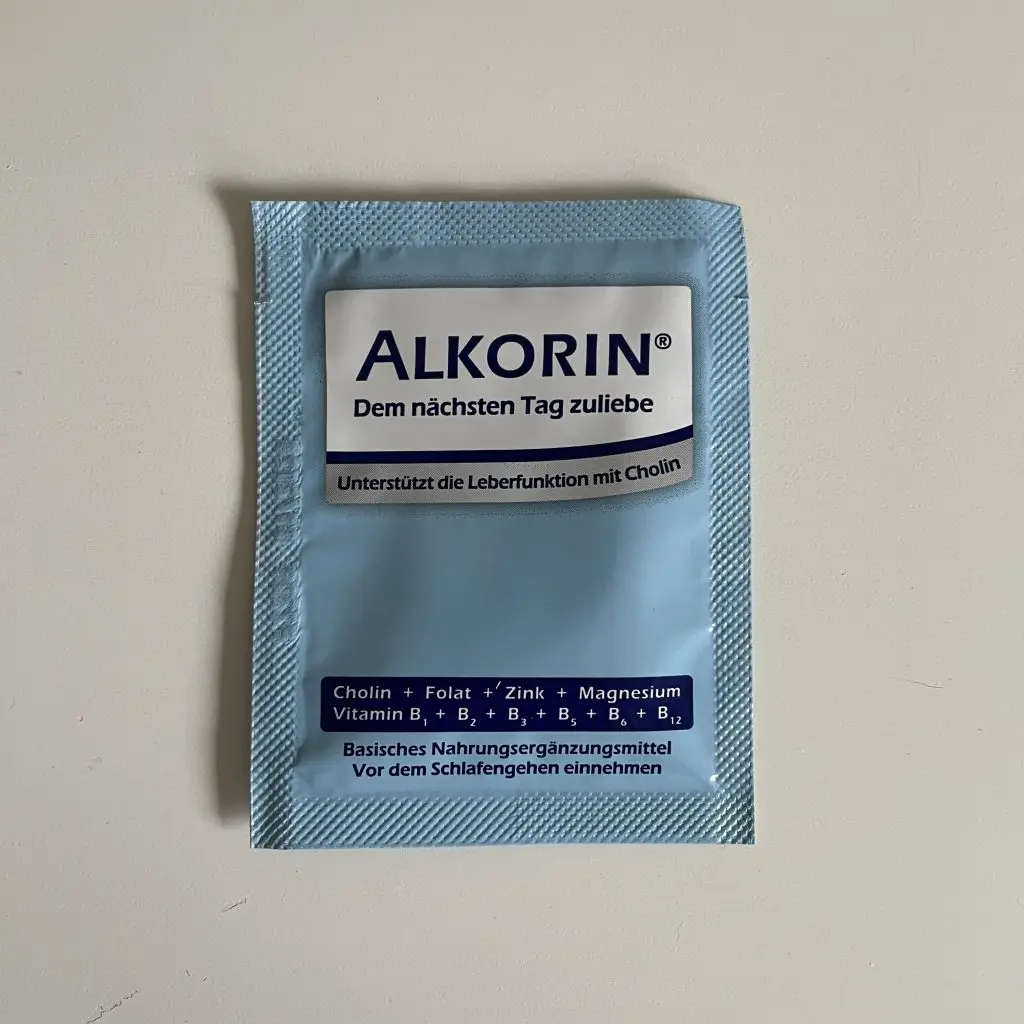 ALKORIN®
Dem nächsten Tag zuliebe
Unterstützt die Leberfunktion mit Cholin
Cholin + Folat + Zink + Magnesium
Vitamin B₁ + B₂ + B₃ + B₅ + B₆ + B₁₂
Basisches Nahrungsergänzungsmittel
Vor dem Schlafengehen einnehmen